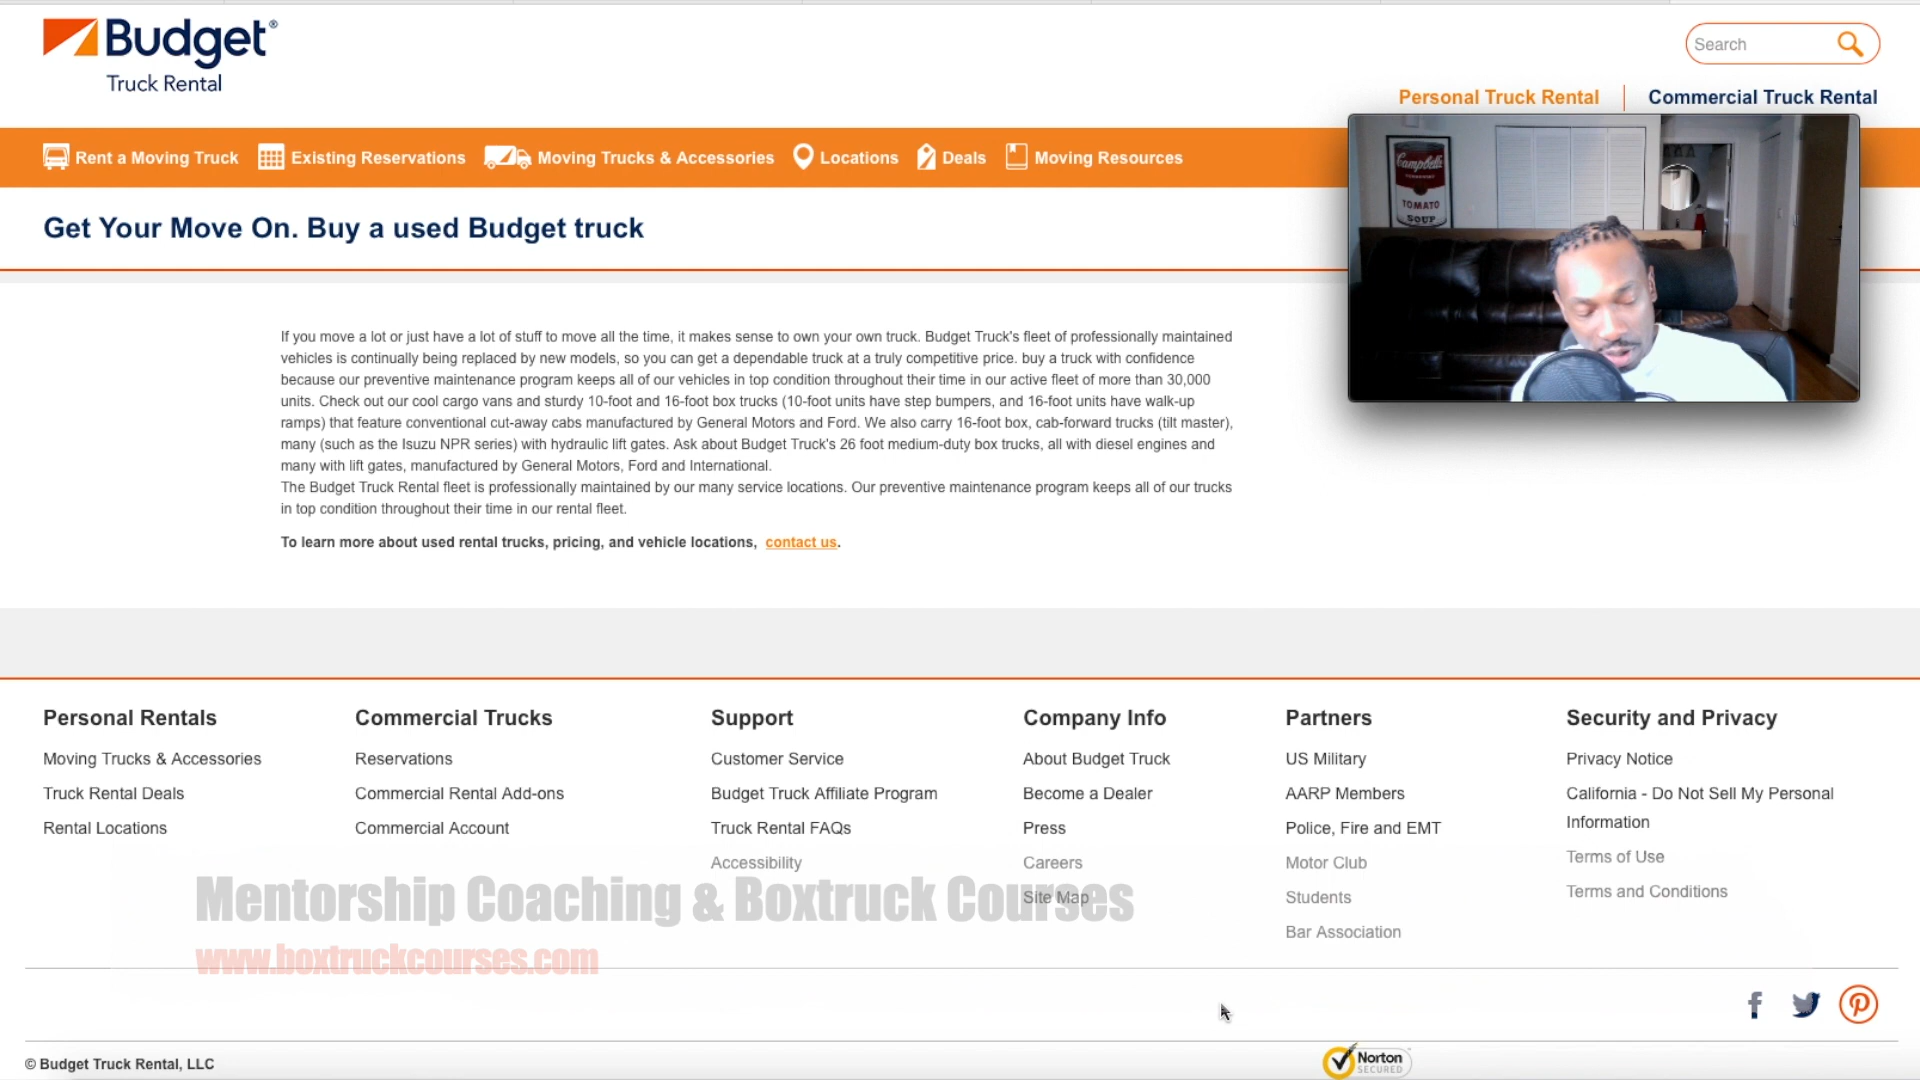 Budget®
Truck Rental
Search
Personal Truck Rental
Commercial Truck Rental
Rent a Moving Truck
Existing Reservations
Moving Trucks & Accessories
Locations
Deals
Moving Resources
Campbell's
TOMATO
SOUP
Get Your Move On. Buy a used Budget truck
If you move a lot or just have a lot of stuff to move all the time, it makes sense to own your own truck. Budget Truck's fleet of professionally maintained
vehicles is continually being replaced by new models, so you can get a dependable truck at a truly competitive price. buy a truck with confidence
because our preventive maintenance program keeps all of our vehicles in top condition throughout their time in our active fleet of more than 30,000
units. Check out our cool cargo vans and sturdy 10-foot and 16-foot box trucks (10-foot units have step bumpers, and 16-foot units have walk-up
ramps) that feature conventional cut-away cabs manufactured by General Motors and Ford. We also carry 16-foot box, cab-forward trucks (tilt master),
many (such as the Isuzu NPR series) with hydraulic lift gates. Ask about Budget Truck's 26 foot medium-duty box trucks, all with diesel engines and
many with lift gates, manufactured by General Motors, Ford and International.
The Budget Truck Rental fleet is professionally maintained by our many service locations. Our preventive maintenance program keeps all of our trucks
in top condition throughout their time in our rental fleet.
To learn more about used rental trucks, pricing, and vehicle locations, contact us.
Personal Rentals
Moving Trucks & Accessories
Truck Rental Deals
Rental Locations
Commercial Trucks
Reservations
Commercial Rental Add-ons
Commercial Account
Support
Customer Service
Budget Truck Affiliate Program
Truck Rental FAQs
Accessibility
Company Info
About Budget Truck
Become a Dealer
Press
Careers
Site Map
Partners
US Military
AARP Members
Police, Fire and EMT
Motor Club
Students
Bar Association
Security and Privacy
Privacy Notice
California - Do Not Sell My Personal
Information
Terms of Use
Terms and Conditions
Mentorship Coaching & Boxtruck Courses
www.boxtruckcourses.com
© Budget Truck Rental, LLC
Norton
SECURED